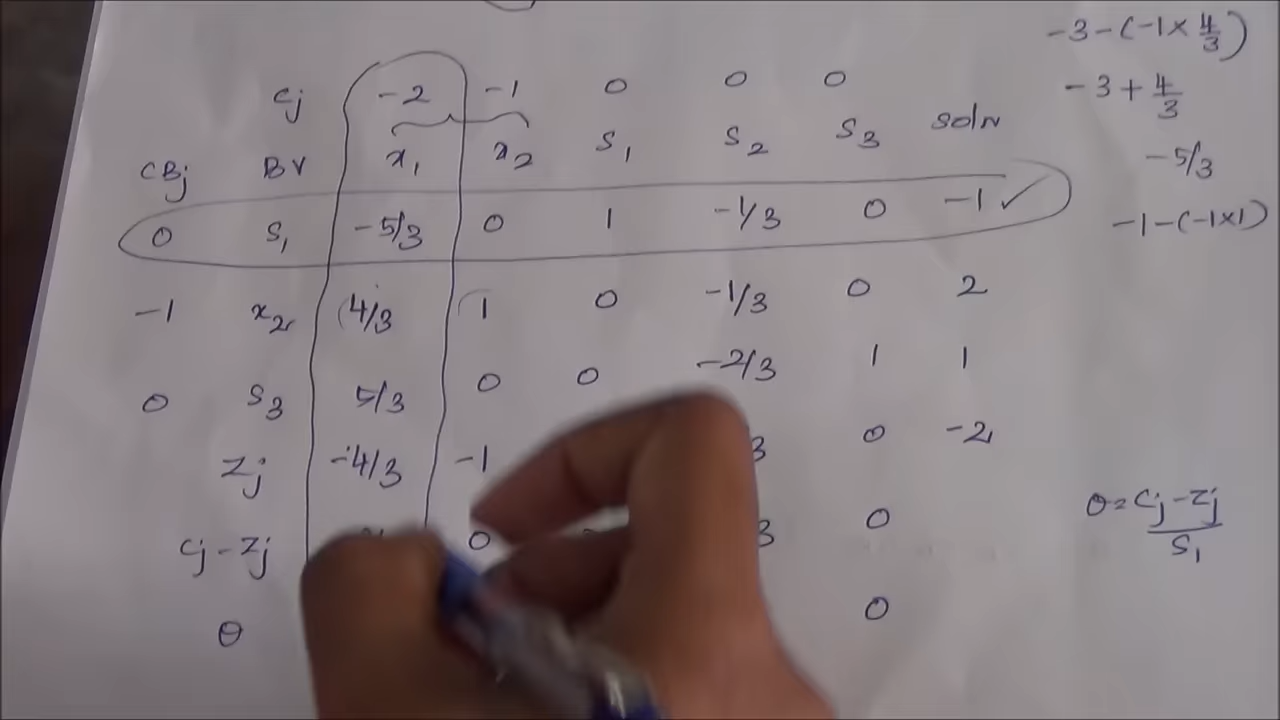 Cj -2 -1 0 0 0
CBj BV x₁ x₂ S₁ S₂ S₃ Soln
0 S₁ -5/3 0 1 -1/3 0 -1 ✓
-1 x₂ 4/3 1 0 -1/3 0 2
0 S₃ 5/3 0 0 -2/3 1 1
Zj -4/3 -1 3 0 -2
Cj - Zj 0 3 0
θ 0
-3-(-1×4/3)
-3+4/3
-5/3
-1-(-1×1)
θ = Cj-Zj
S₁